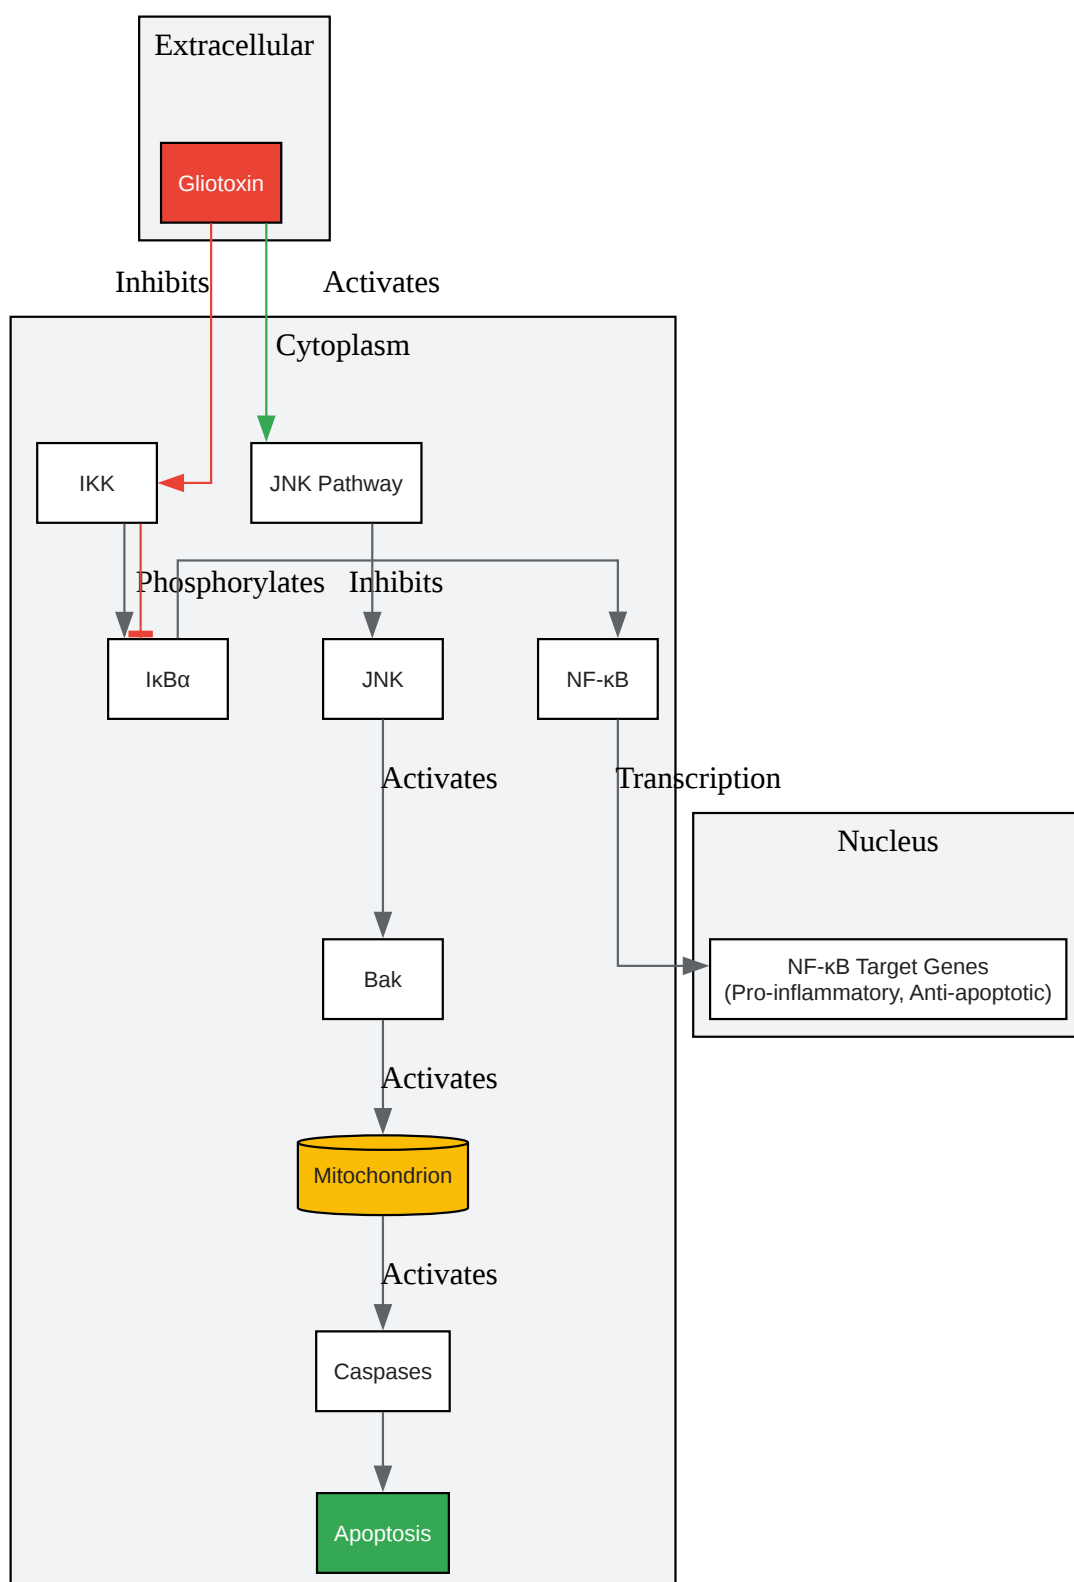 Extracellular
Gliotoxin
Inhibits
Activates
Cytoplasm
IKK
JNK Pathway
Phosphorylates
Inhibits
IκBα
JNK
NF-κB
Activates
Transcription
Nucleus
Bak
NF-κB Target Genes
(Pro-inflammatory, Anti-apoptotic)
Activates
Mitochondrion
Activates
Caspases
Apoptosis